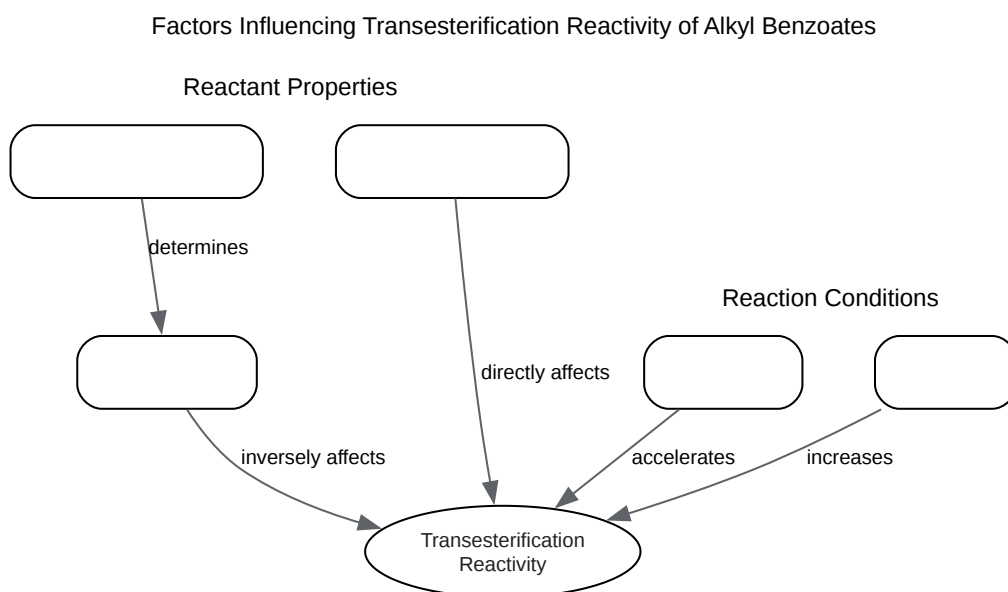 Factors Influencing Transesterification Reactivity of Alkyl Benzoates
Reactant Properties
determines
Reaction Conditions
directly affects
inversely affects
accelerates
increases
Transesterification
Reactivity